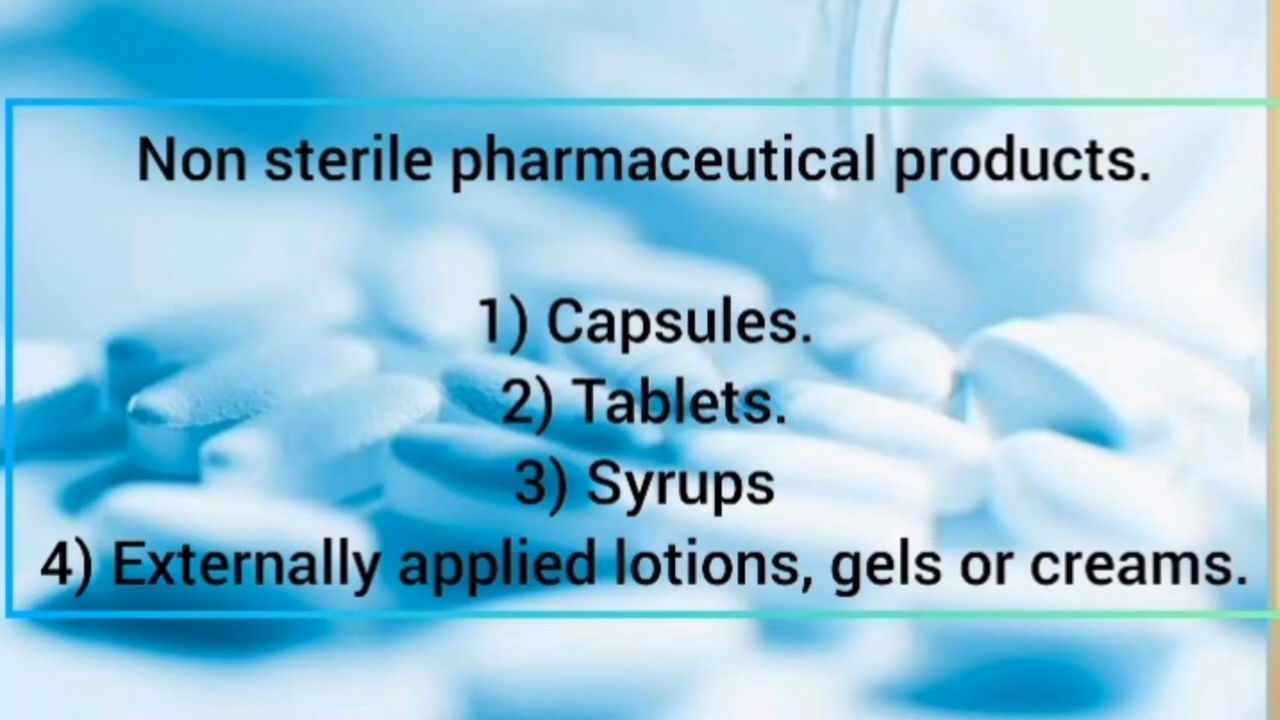 Non sterile pharmaceutical products.
1) Capsules.
2) Tablets.
3) Syrups
4) Externally applied lotions, gels or creams.